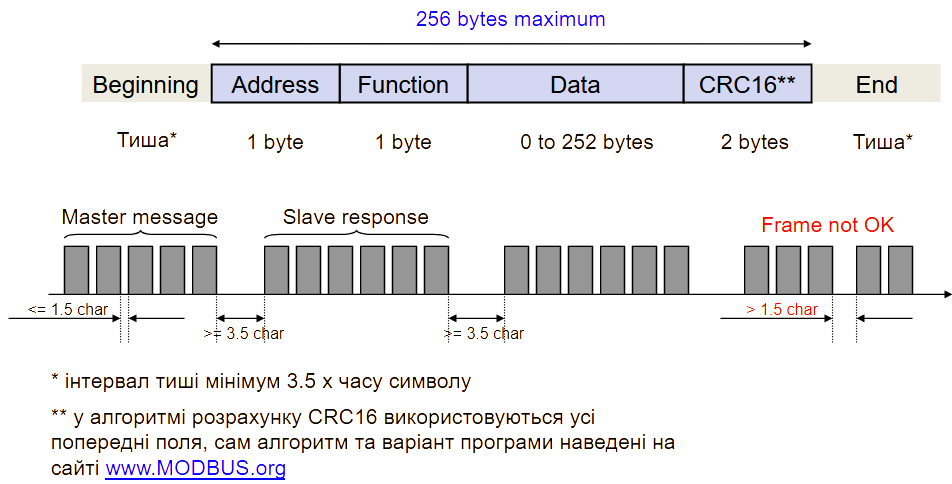 256 bytes maximum
Beginning Address Function Data CRC16** End
Тиша* 1 byte 1 byte 0 to 252 bytes 2 bytes Тиша*
Master message Slave response Frame not OK
<= 1.5 char > 1.5 char
>= 3.5 char >= 3.5 char
* інтервал тиші мінімум 3.5 х часу символу
** у алгоритмі розрахунку CRC16 використовуються усі
попередні поля, сам алгоритм та варіант програми наведені на
сайті www.MODBUS.org